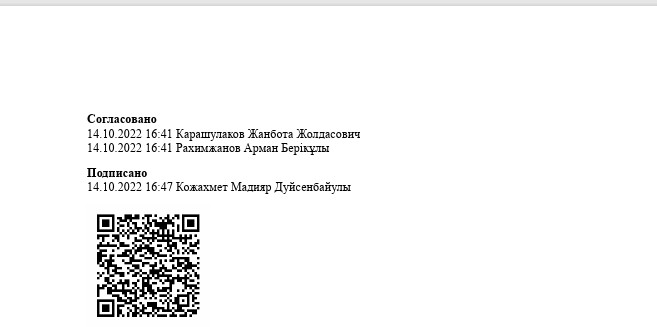 Согласовано
14.10.2022 16:41 Карашулаков Жанбота Жолдасович
14.10.2022 16:41 Рахимжанов Арман Берікұлы
Подписано
14.10.2022 16:47 Кожахмет Мадияр Дуйсенбайулы